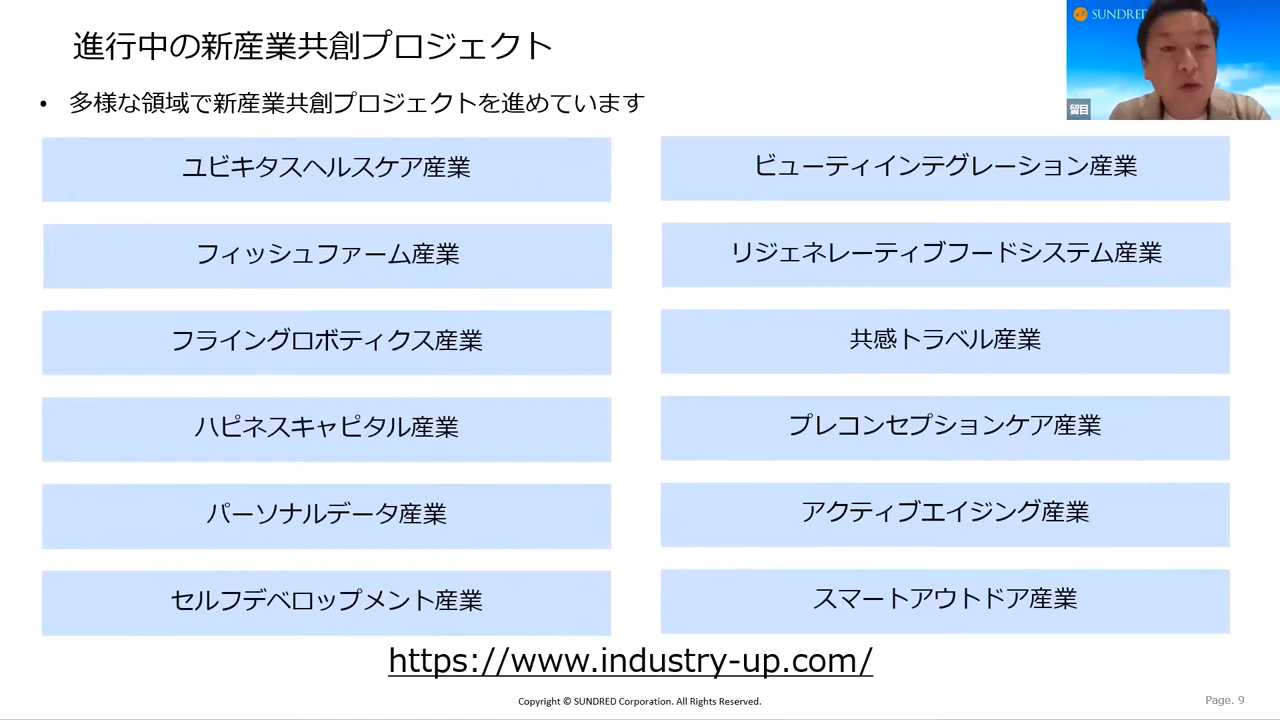 進行中の新産業共創プロジェクト
SUNDRED
• 多様な領域で新産業共創プロジェクトを進めています
留目
ユビキタスヘルスケア産業
ビューティインテグレーション産業
フィッシュファーム産業
リジェネレーティブフードシステム産業
フライングロボティクス産業
共感トラベル産業
ハピネスキャピタル産業
プレコンセプションケア産業
パーソナルデータ産業
アクティブエイジング産業
セルフデベロップメント産業
スマートアウトドア産業
https://www.industry-up.com/
Copyright © SUNDRED Corporation. All Rights Reserved.
Page. 9